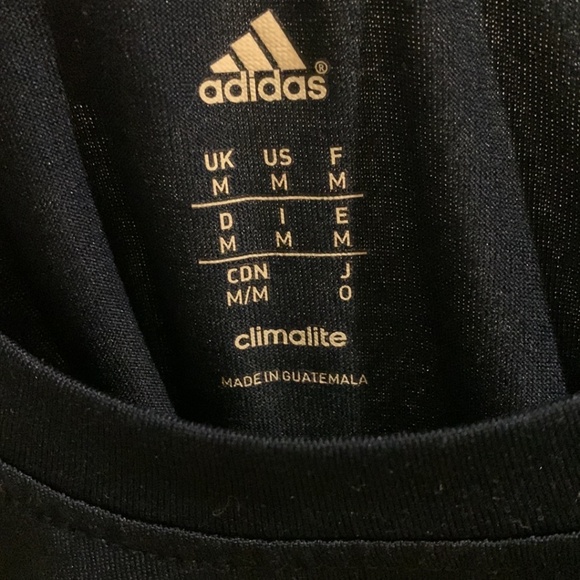 adidas®
UK US F
M M M
D I E
M M M
CDN J
M/M O
climalite
MADE IN GUATEMALA